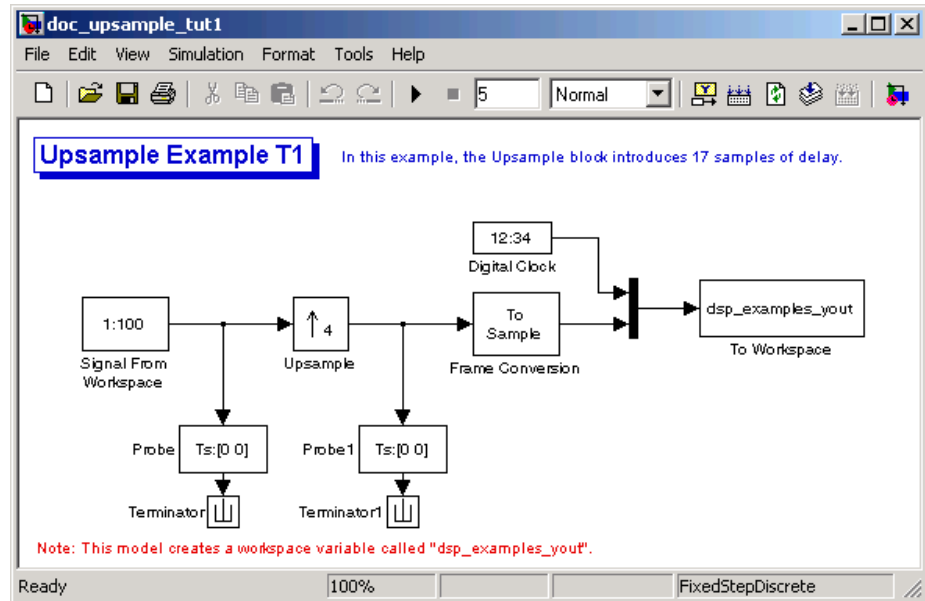 doc_upsample_tut1
File Edit View Simulation Format Tools Help
5 Normal
Upsample Example T1
In this example, the Upsample block introduces 17 samples of delay.
12:34
Digital Clock
1:100
Signal From
Workspace
4
Upsample
To
Sample
Frame Conversion
dsp_examples_yout
To Workspace
Probe Ts:[0 0]
Probe1 Ts:[0 0]
Terminator
Terminator1
Note: This model creates a workspace variable called "dsp_examples_yout".
Ready 100% FixedStepDiscrete